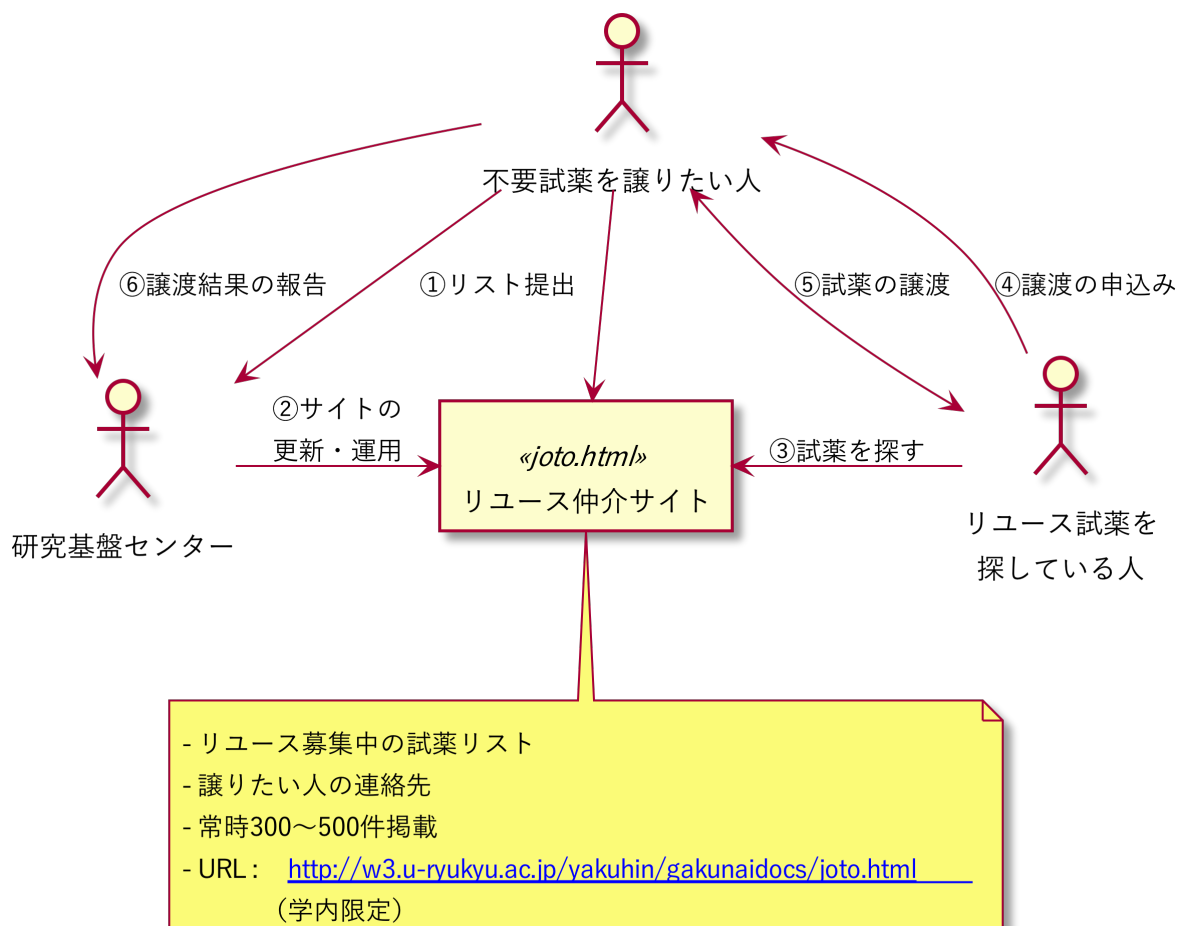 不要試薬を譲りたい人
⑥譲渡結果の報告
①リスト提出
⑤試薬の譲渡
④譲渡の申込み
②サイトの
更新・運用
③試薬を探す
«joto.html»
リユース仲介サイト
研究基盤センター
リユース試薬を
探している人
- リユース募集中の試薬リスト
- 譲りたい人の連絡先
- 常時300～500件掲載
- URL : http://w3.u-ryukyu.ac.jp/yakuhin/gakunaidocs/joto.html
（学内限定）